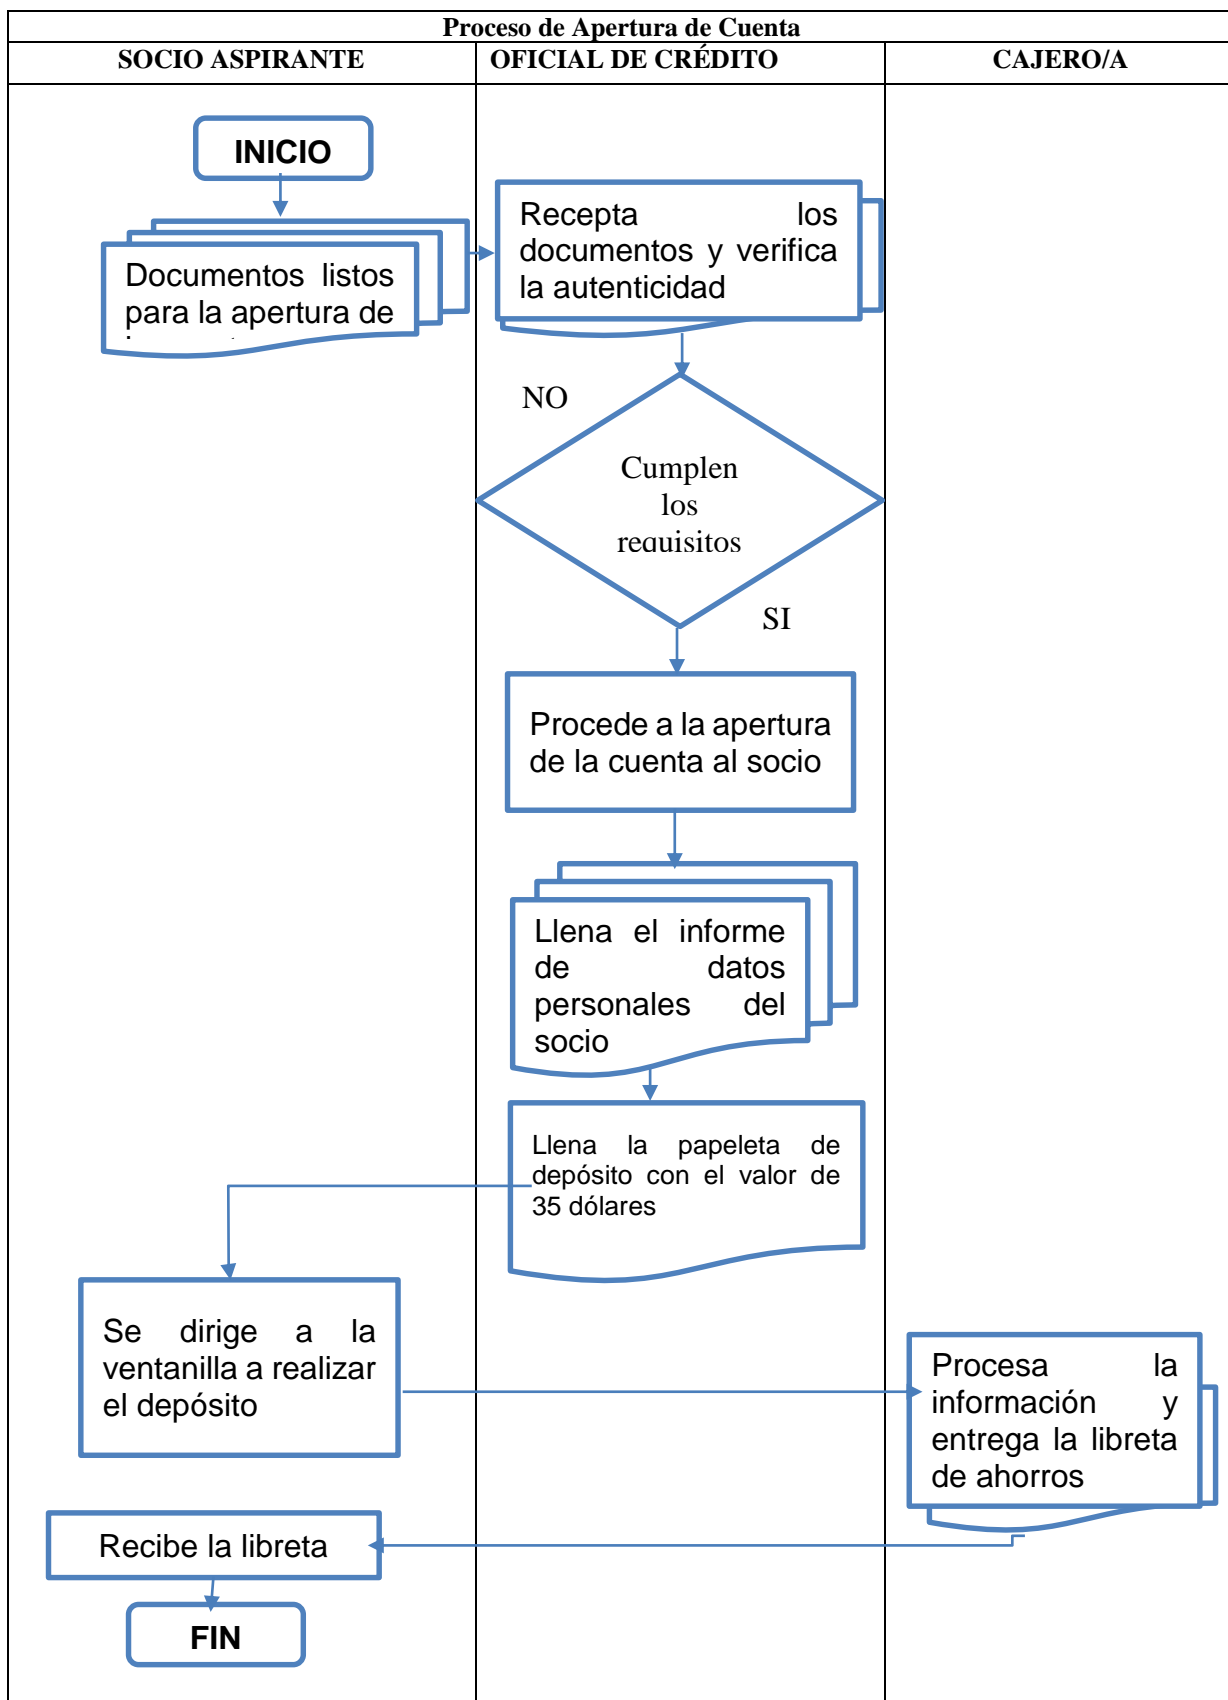 Proceso de Apertura de Cuenta
SOCIO ASPIRANTE
OFICIAL DE CRÉDITO
CAJERO/A
INICIO
Documentos listos
para la apertura de
Recepta los
documentos y verifica
la autenticidad
NO
Cumplen
los
requisitos
SI
Procede a la apertura
de la cuenta al socio
Llena el informe
de datos
personales del
socio
Llena la papeleta de
depósito con el valor de
35 dólares
Se dirige a la
ventanilla a realizar
el depósito
Procesa la
información y
entrega la libreta
de ahorros
Recibe la libreta
FIN